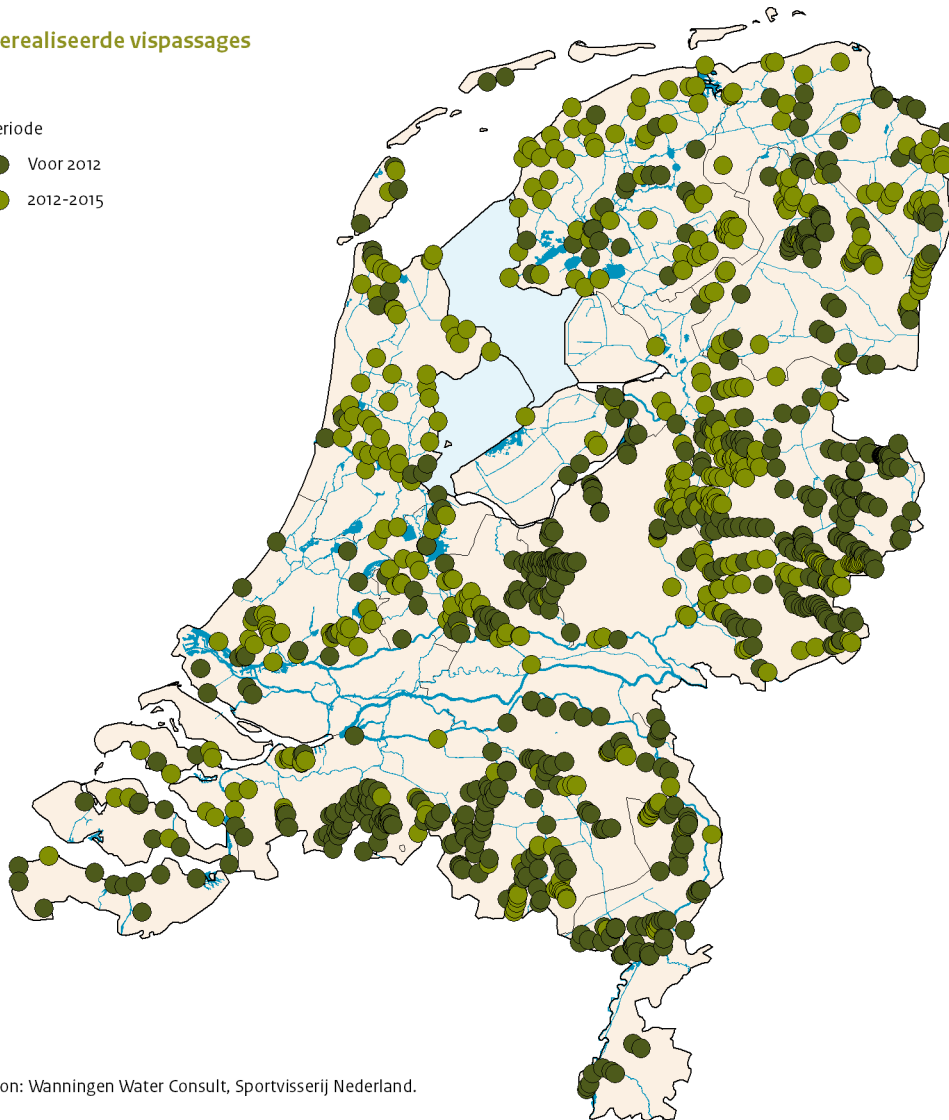 erealiseerde vispassages
eriode
Voor 2012
2012-2015
on: Wanningen Water Consult, Sportvisserij Nederland.